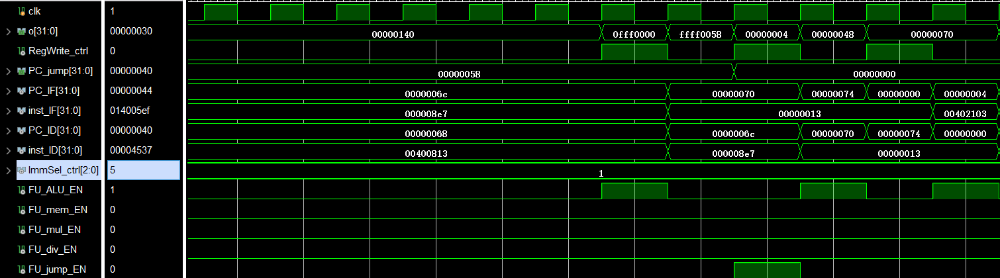 clk 1
o[31:0] 00000030 00000140 0fff0000 ffff0058 00000004 00000048 00000070
RegWrite_ctrl 0
PC_jump[31:0] 00000040 00000058 00000000
PC_IF[31:0] 00000044 0000006c 00000070 00000074 00000000 00000004
inst_IF[31:0] 014005ef 000008e7 00000013 00402103
PC_ID[31:0] 00000040 00000068 0000006c 00000070 00000074 00000000
inst_ID[31:0] 00004537 00400813 000008e7 00000013
ImmSel_ctrl[2:0] 5 1
FU_ALU_EN 1
FU_mem_EN 0
FU_mul_EN 0
FU_div_EN 0
FU_jump_EN 0